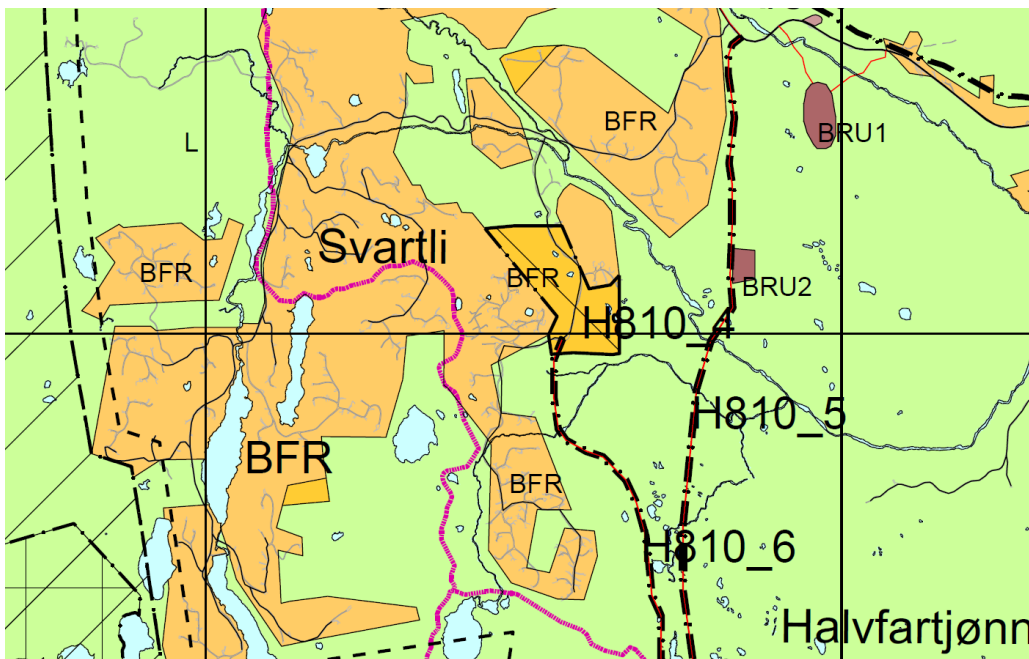 BFR
BRU1
L
Svartli
BFR
BFR
BRU2
H810_4
H810_5
BFR
BFR
H810_6
Halvfartjønn